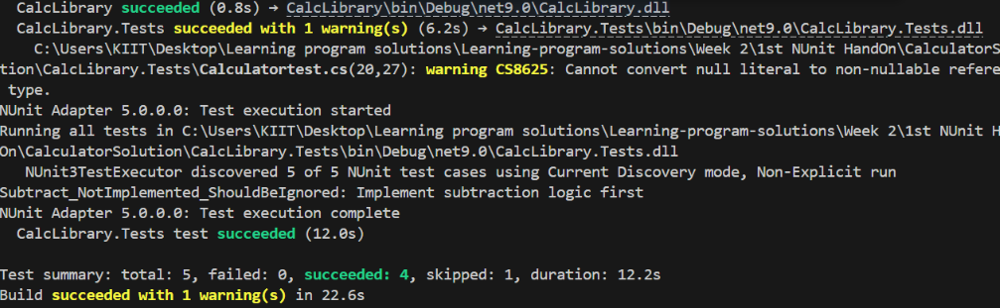 CalcLibrary succeeded (0.8s) → CalcLibrary\bin\Debug\net9.0\CalcLibrary.dll
CalcLibrary.Tests succeeded with 1 warning(s) (6.2s) → CalcLibrary.Tests\bin\Debug\net9.0\CalcLibrary.Tests.dll
C:\Users\KIIT\Desktop\Learning program solutions\Learning-program-solutions\Week 2\1st NUnit HandOn\CalculatorS
tion\CalcLibrary.Tests\Calculatortest.cs(20,27): warning CS8625: Cannot convert null literal to non-nullable refere
type.
NUnit Adapter 5.0.0.0: Test execution started
Running all tests in C:\Users\KIIT\Desktop\Learning program solutions\Learning-program-solutions\Week 2\1st NUnit H
On\CalculatorSolution\CalcLibrary.Tests\bin\Debug\net9.0\CalcLibrary.Tests.dll
NUnit3TestExecutor discovered 5 of 5 NUnit test cases using Current Discovery mode, Non-Explicit run
Subtract_NotImplemented_ShouldBeIgnored: Implement subtraction logic first
NUnit Adapter 5.0.0.0: Test execution complete
CalcLibrary.Tests test succeeded (12.0s)
Test summary: total: 5, failed: 0, succeeded: 4, skipped: 1, duration: 12.2s
Build succeeded with 1 warning(s) in 22.6s